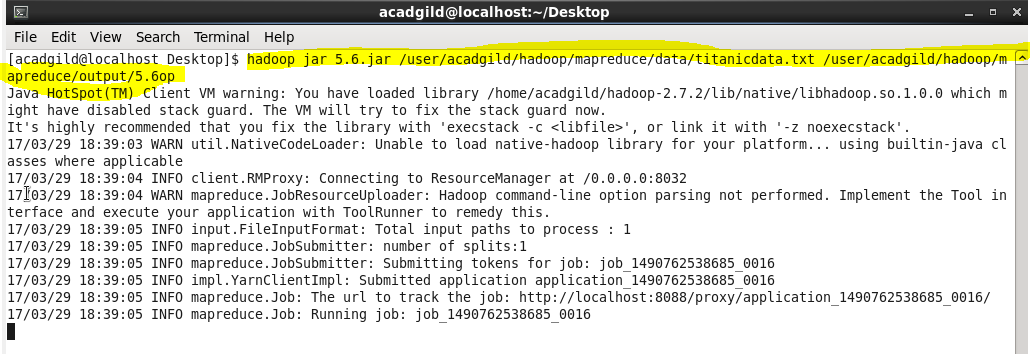 acadgild@localhost:~/Desktop
File Edit View Search Terminal Help
[acadgild@localhost Desktop]$ hadoop jar 5.6.jar /user/acadgild/hadoop/mapreduce/data/titanicdata.txt /user/acadgild/hadoop/m
apreduce/output/5.6op
Java HotSpot(TM) Client VM warning: You have loaded library /home/acadgild/hadoop-2.7.2/lib/native/libhadoop.so.1.0.0 which m
ight have disabled stack guard. The VM will try to fix the stack guard now.
It's highly recommended that you fix the library with 'execstack -c <libfile>', or link it with '-z noexecstack'.
17/03/29 18:39:03 WARN util.NativeCodeLoader: Unable to load native-hadoop library for your platform... using builtin-java cl
asses where applicable
17/03/29 18:39:04 INFO client.RMProxy: Connecting to ResourceManager at /0.0.0.0:8032
17/03/29 18:39:04 WARN mapreduce.JobResourceUploader: Hadoop command-line option parsing not performed. Implement the Tool in
terface and execute your application with ToolRunner to remedy this.
17/03/29 18:39:05 INFO input.FileInputFormat: Total input paths to process : 1
17/03/29 18:39:05 INFO mapreduce.JobSubmitter: number of splits:1
17/03/29 18:39:05 INFO mapreduce.JobSubmitter: Submitting tokens for job: job_1490762538685_0016
17/03/29 18:39:05 INFO impl.YarnClientImpl: Submitted application application_1490762538685_0016
17/03/29 18:39:05 INFO mapreduce.Job: The url to track the job: http://localhost:8088/proxy/application_1490762538685_0016/
17/03/29 18:39:05 INFO mapreduce.Job: Running job: job_1490762538685_0016